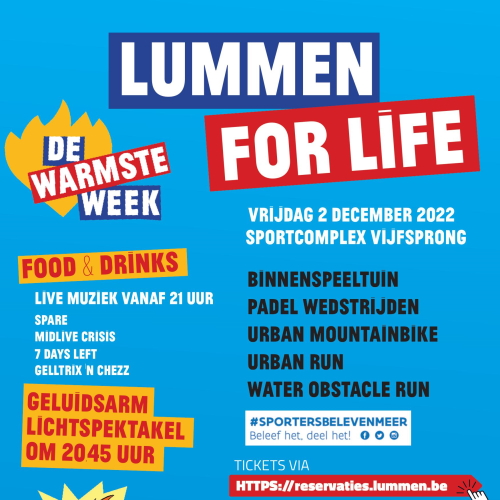 LUMMEN
FOR LIFE
DE
WARMSTE
WEEK
VRIJDAG 2 DECEMBER 2022
SPORTCOMPLEX VIJFSPRONG
FOOD & DRINKS
LIVE MUZIEK VANAF 21 UUR
SPARE
MIDLIVE CRISIS
7 DAYS LEFT
GELLTRIX 'N CHEZZ
GELUIDSARM
LICHTSPEKTAKEL
OM 2045 UUR
BINNENSPEELTUIN
PADEL WEDSTRIJDEN
URBAN MOUNTAINBIKE
URBAN RUN
WATER OBSTACLE RUN
#SPORTERSBELEVENMEER
Beleef het, deel het!
TICKETS VIA
HTTPS://reservaties.lummen.be